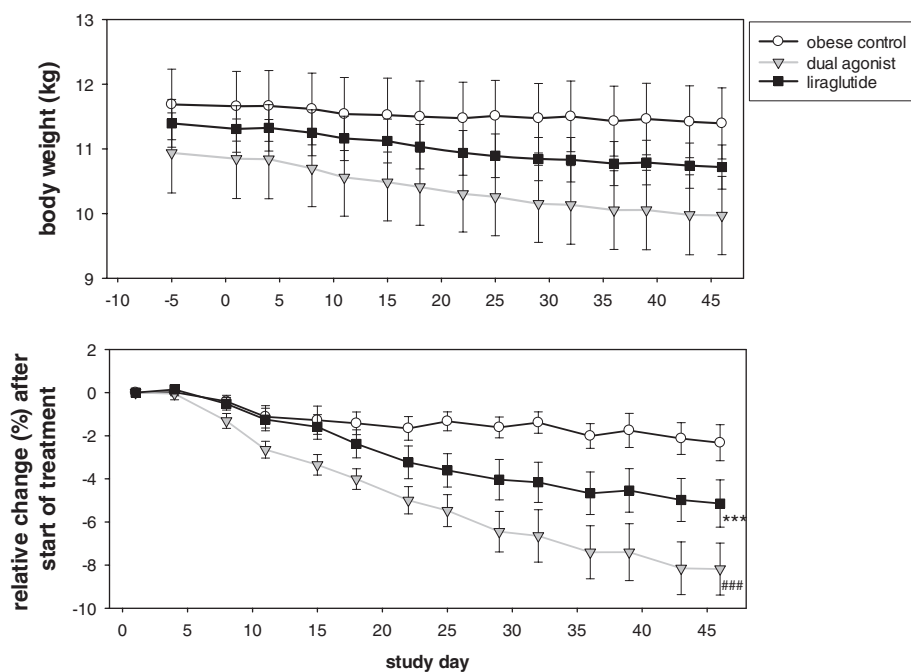 13
12
11
10
9
body weight (kg)
-10 -5 0 5 10 15 20 25 30 35 40 45
obese control
dual agonist
liraglutide
2
0
-2
-4
-6
-8
-10
relative change (%) after
start of treatment
***
###
0 5 10 15 20 25 30 35 40 45
study day